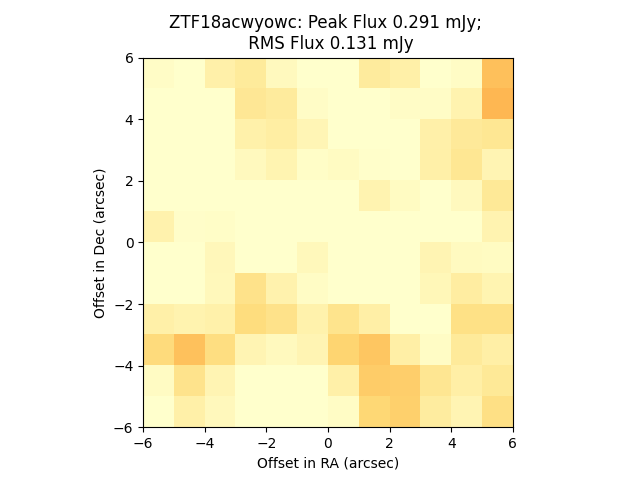 ZTF18acwyowc: Peak Flux 0.291 mJy;
RMS Flux 0.131 mJy
6
4
2
0
−2
−4
−6
Offset in Dec (arcsec)
−6 −4 −2 0 2 4 6
Offset in RA (arcsec)